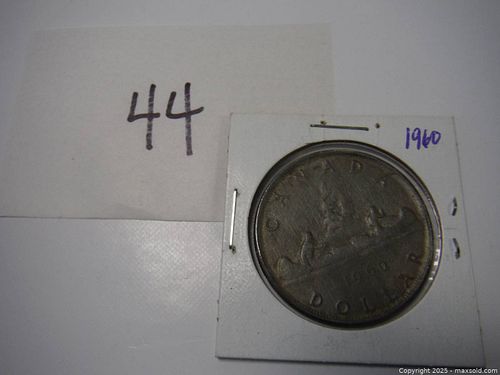 44
1960
CANADA
1960
DOLLAR
Copyright 2025 - maxsold.com